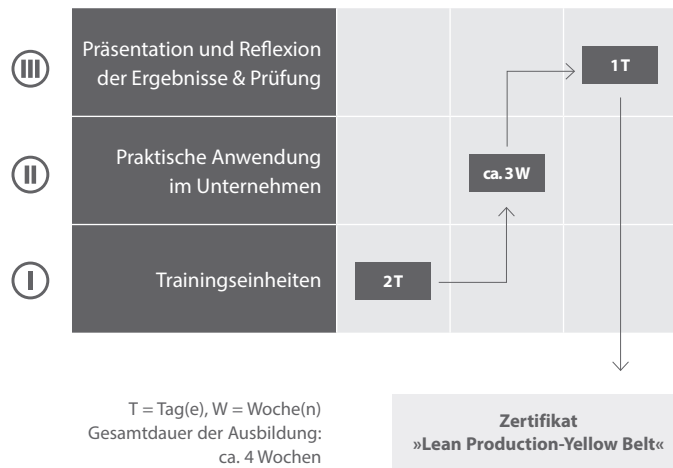 III
Präsentation und Reflexion
der Ergebnisse & Prüfung
1 T
II
Praktische Anwendung
im Unternehmen
ca. 3 W
I
Trainingseinheiten
2 T
T = Tag(e), W = Woche(n)
Gesamtdauer der Ausbildung:
ca. 4 Wochen
Zertifikat
»Lean Production-Yellow Belt«